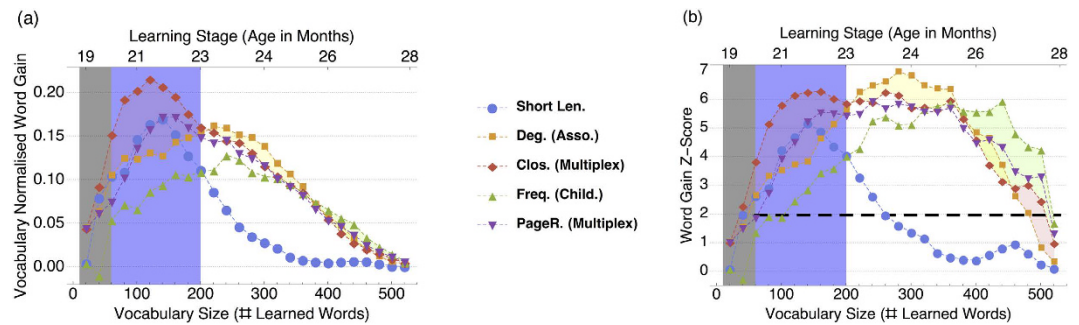 (a)
Learning Stage (Age in Months)
19 21 23 24 26 28
Vocabulary Normalised Word Gain
0.20
0.15
0.10
0.05
0.00
0 100 200 300 400 500
Vocabulary Size (# Learned Words)
Short Len.
Deg. (Asso.)
Clos. (Multiplex)
Freq. (Child.)
PageR. (Multiplex)
(b)
Learning Stage (Age in Months)
19 20 21 23 24 26 28
Word Gain Z-Score
7
6
5
4
3
2
1
0
0 100 200 300 400 500
Vocabulary Size (# Learned Words)